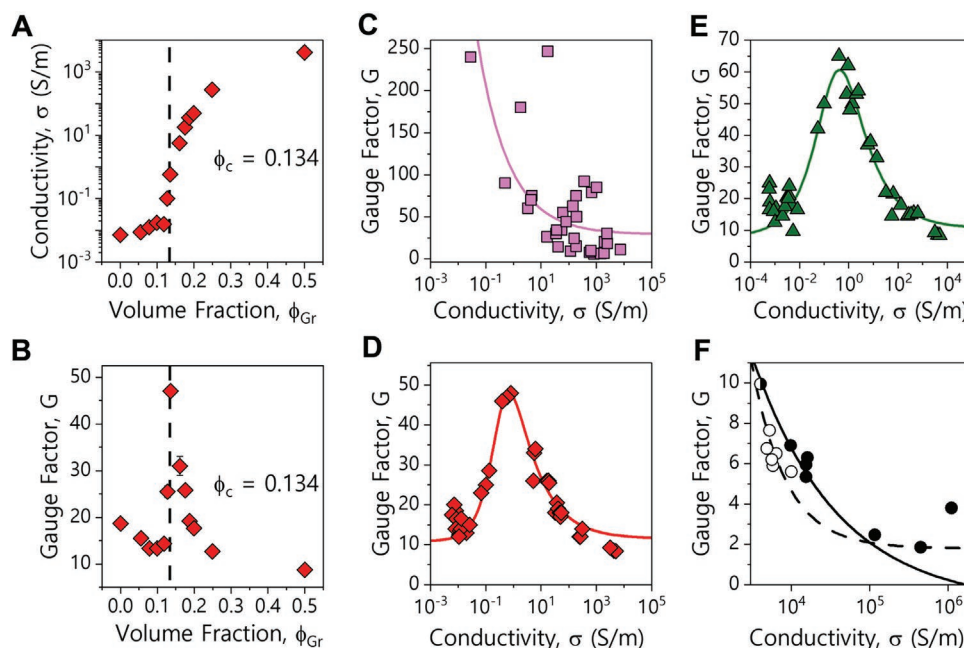 A
Conductivity, σ (S/m)
10³
10¹
10⁻¹
10⁻³
ϕc = 0.134
0.0 0.1 0.2 0.3 0.4 0.5
Volume Fraction, ϕGr
B
Gauge Factor, G
50
40
30
20
10
ϕc = 0.134
0.0 0.1 0.2 0.3 0.4 0.5
Volume Fraction, ϕGr
C
Gauge Factor, G
250
200
150
100
50
0
10⁻³ 10⁻¹ 10¹ 10³ 10⁵
Conductivity, σ (S/m)
D
Gauge Factor, G
50
40
30
20
10
0
10⁻³ 10⁻¹ 10¹ 10³ 10⁵
Conductivity, σ (S/m)
E
Gauge Factor, G
70
60
50
40
30
20
10
0
10⁻⁴ 10⁻² 10⁰ 10² 10⁴
Conductivity, σ (S/m)
F
Gauge Factor, G
10
8
6
4
2
0
10⁴ 10⁵ 10⁶
Conductivity, σ (S/m)